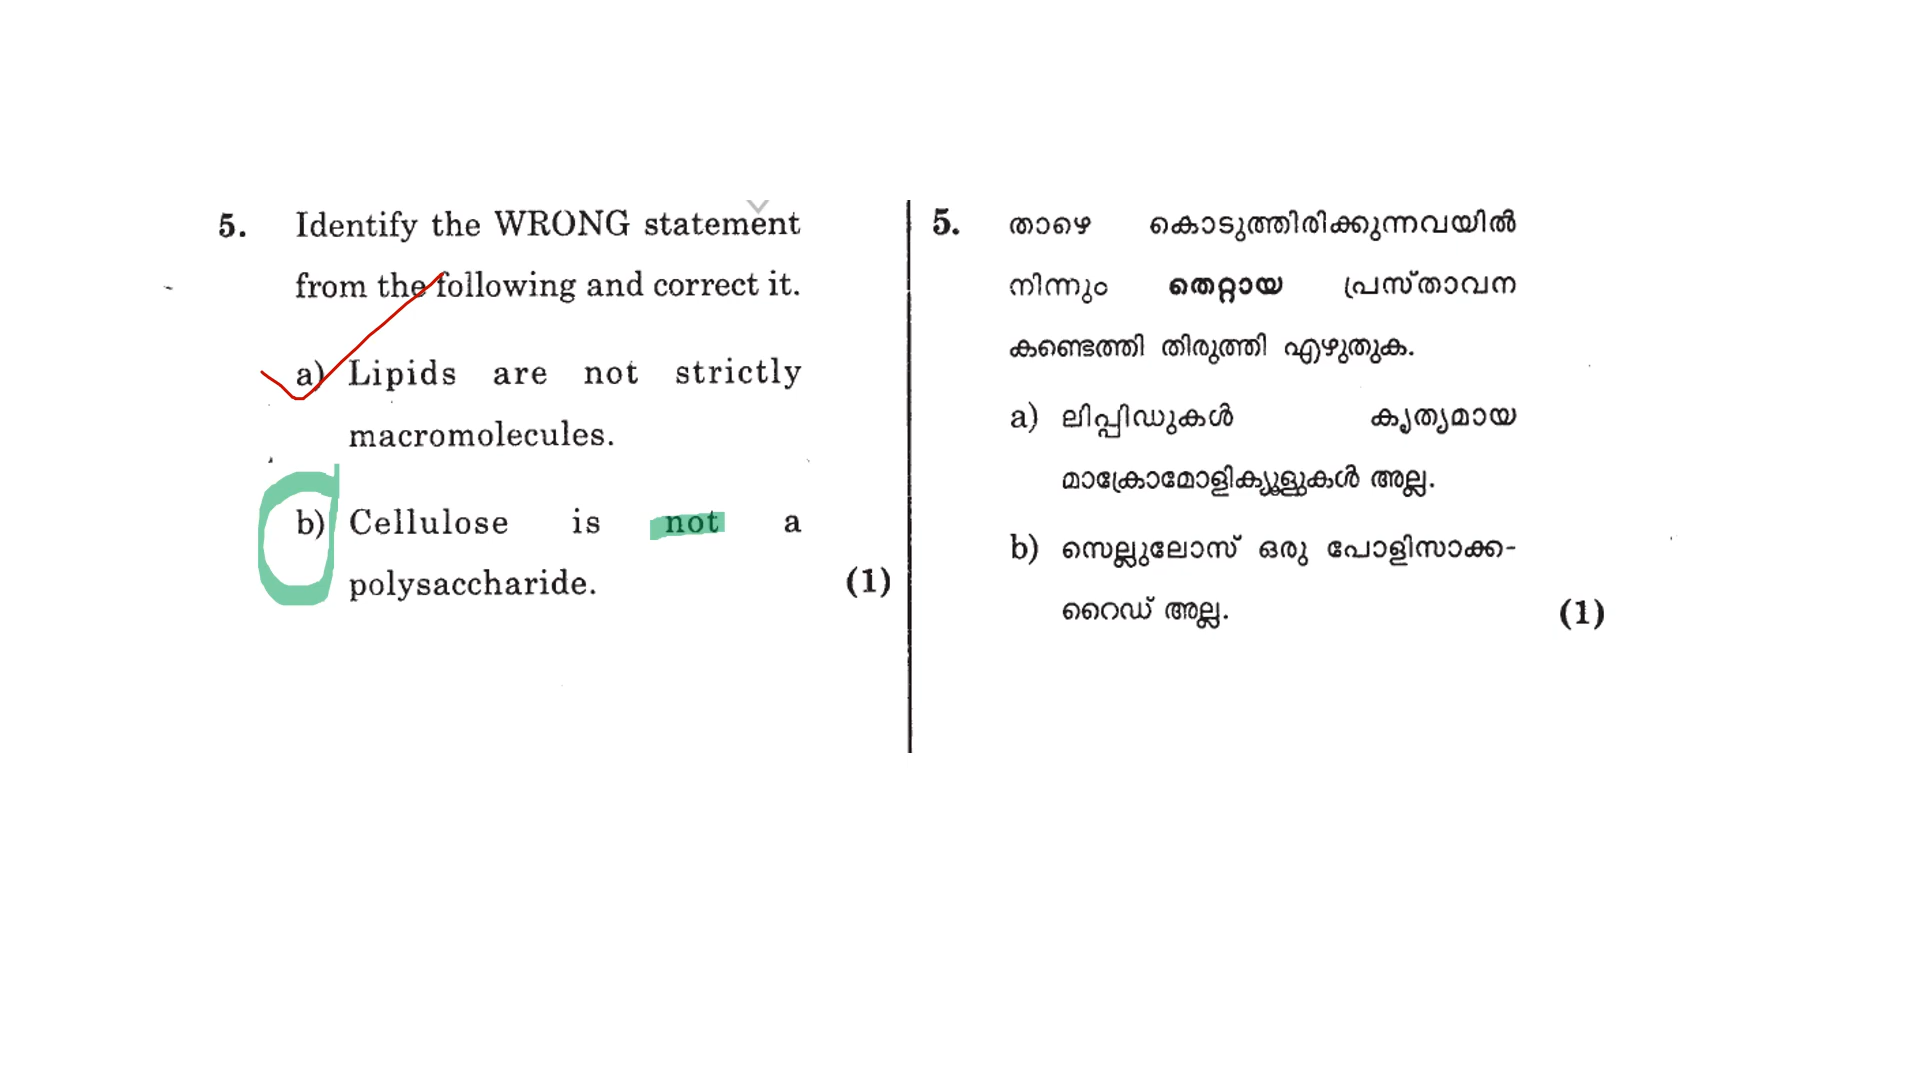 5. Identify the WRONG statement
from the following and correct it.
a) Lipids are not strictly
macromolecules.
b) Cellulose is not a
polysaccharide. (1)
5. താഴെ കൊടുത്തിരിക്കുന്നവയിൽ
നിന്നും തെറ്റായ പ്രസ്താവന
കണ്ടെത്തി തിരുത്തി എഴുതുക.
a) ലിപ്പിഡുകൾ കൃത്യമായ
മാക്രോമോളിക്യൂളുകൾ അല്ല.
b) സെല്ലുലോസ് ഒരു പോളിസാക്ക-
റൈഡ് അല്ല. (1)